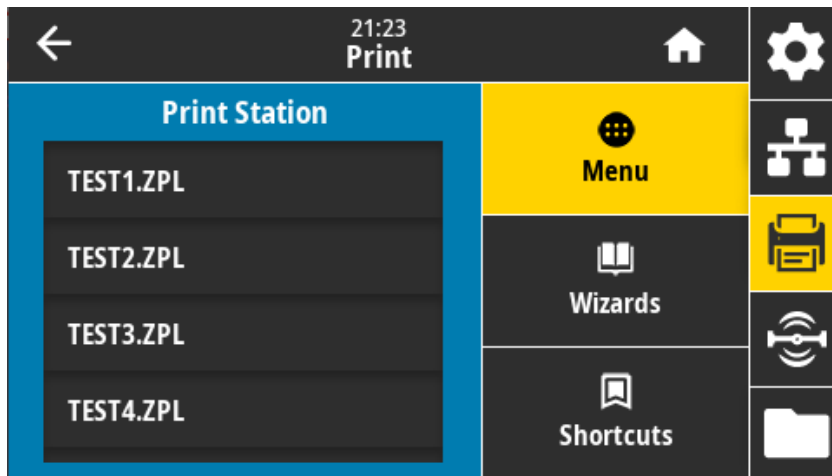 21:23
Print
Print Station
TEST1.ZPL
TEST2.ZPL
TEST3.ZPL
TEST4.ZPL
Menu
Wizards
Shortcuts